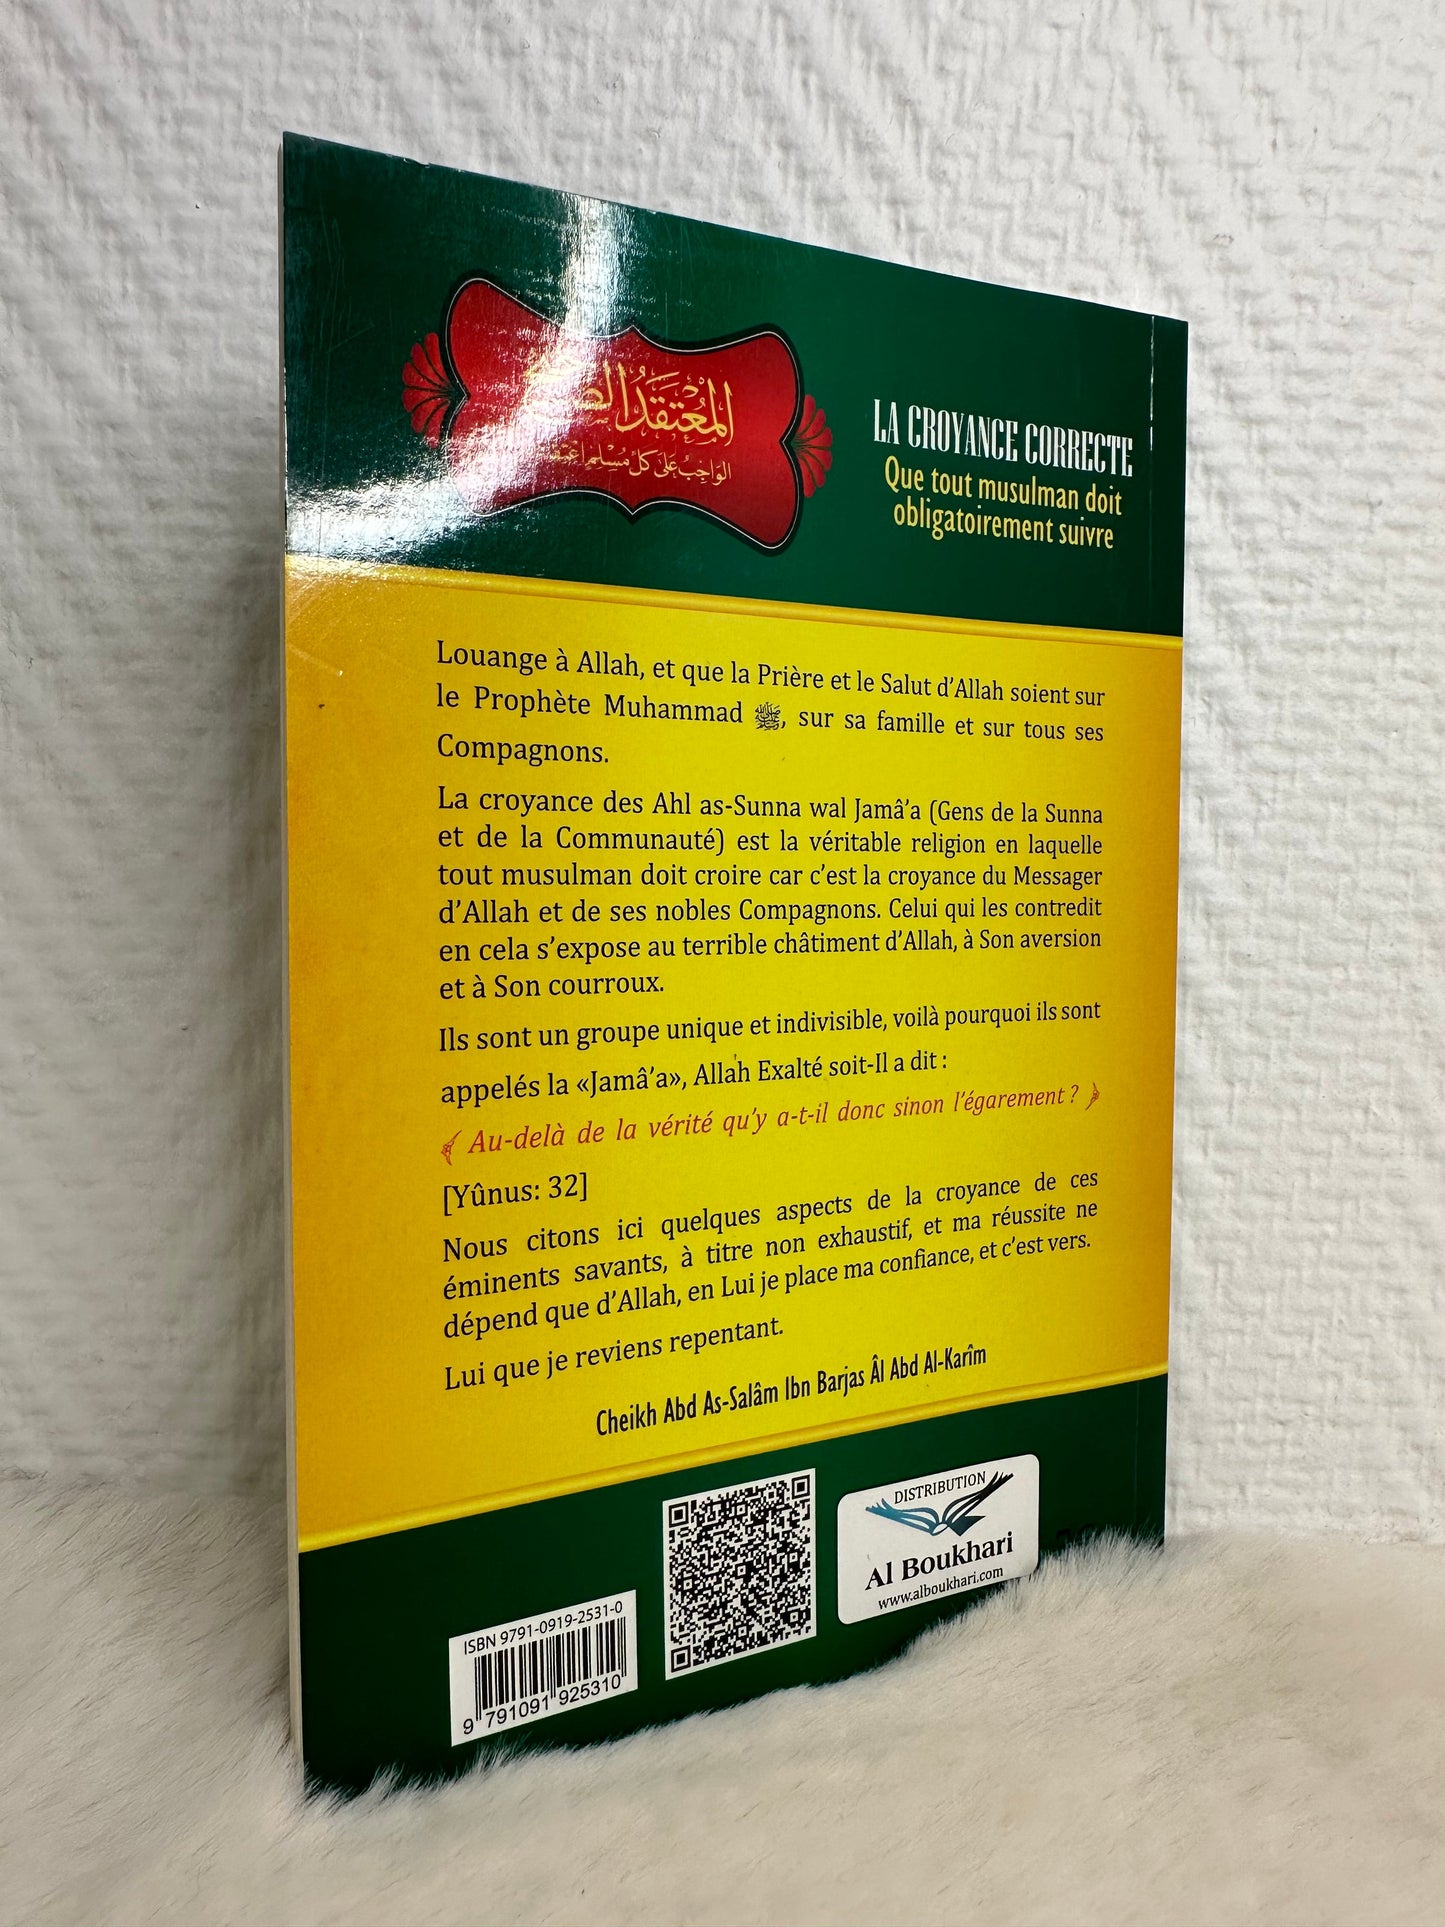 المُعْتَقَدُ
الوَاجِبُ عَلَى كُلِّ مُسْلِمٍ
LA CROYANCE CORRECTE
Que tout musulman doit
obligatoirement suivre
Louange à Allah, et que la Prière et le Salut d'Allah soient sur
le Prophète Muhammad ﷺ, sur sa famille et sur tous ses
Compagnons.
La croyance des Ahl as-Sunna wal Jamâ'a (Gens de la Sunna
et de la Communauté) est la véritable religion en laquelle
tout musulman doit croire car c'est la croyance du Messager
d'Allah et de ses nobles Compagnons. Celui qui les contredit
en cela s'expose au terrible châtiment d'Allah, à Son aversion
et à Son courroux.
Ils sont un groupe unique et indivisible, voilà pourquoi ils sont
appelés la «Jamâ'a», Allah Exalté soit-Il a dit :
﴾ Au-delà de la vérité qu'y a-t-il donc sinon l'égarement ? ﴿
[Yûnus: 32]
Nous citons ici quelques aspects de la croyance de ces
éminents savants, à titre non exhaustif, et ma réussite ne
dépend que d'Allah, en Lui je place ma confiance, et c'est vers.
Lui que je reviens repentant.
Cheikh Abd As-Salâm Ibn Barjas Âl Abd Al-Karîm
DISTRIBUTION
Al Boukhari
www.alboukhari.com
ISBN 9791-0919-2531-0
9 791091 925310